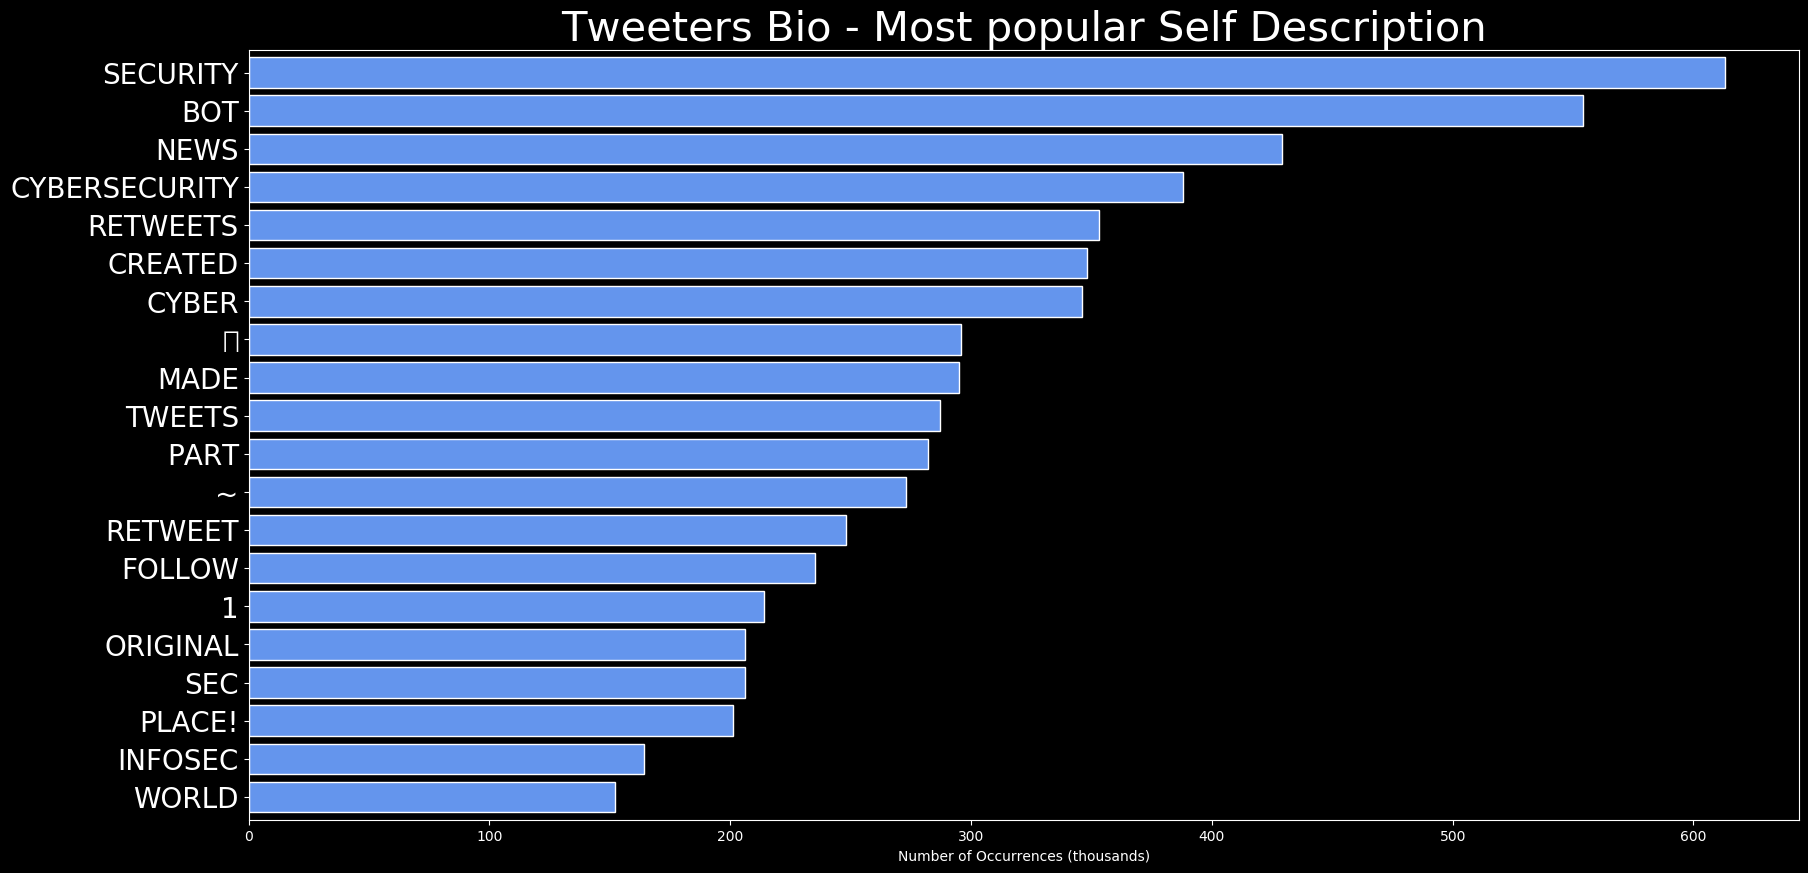 Tweeters Bio - Most popular Self Description
SECURITY
BOT
NEWS
CYBERSECURITY
RETWEETS
CREATED
CYBER
MADE
TWEETS
PART
~
RETWEET
FOLLOW
1
ORIGINAL
SEC
PLACE!
INFOSEC
WORLD
0 100 200 300 400 500 600
Number of Occurrences (thousands)